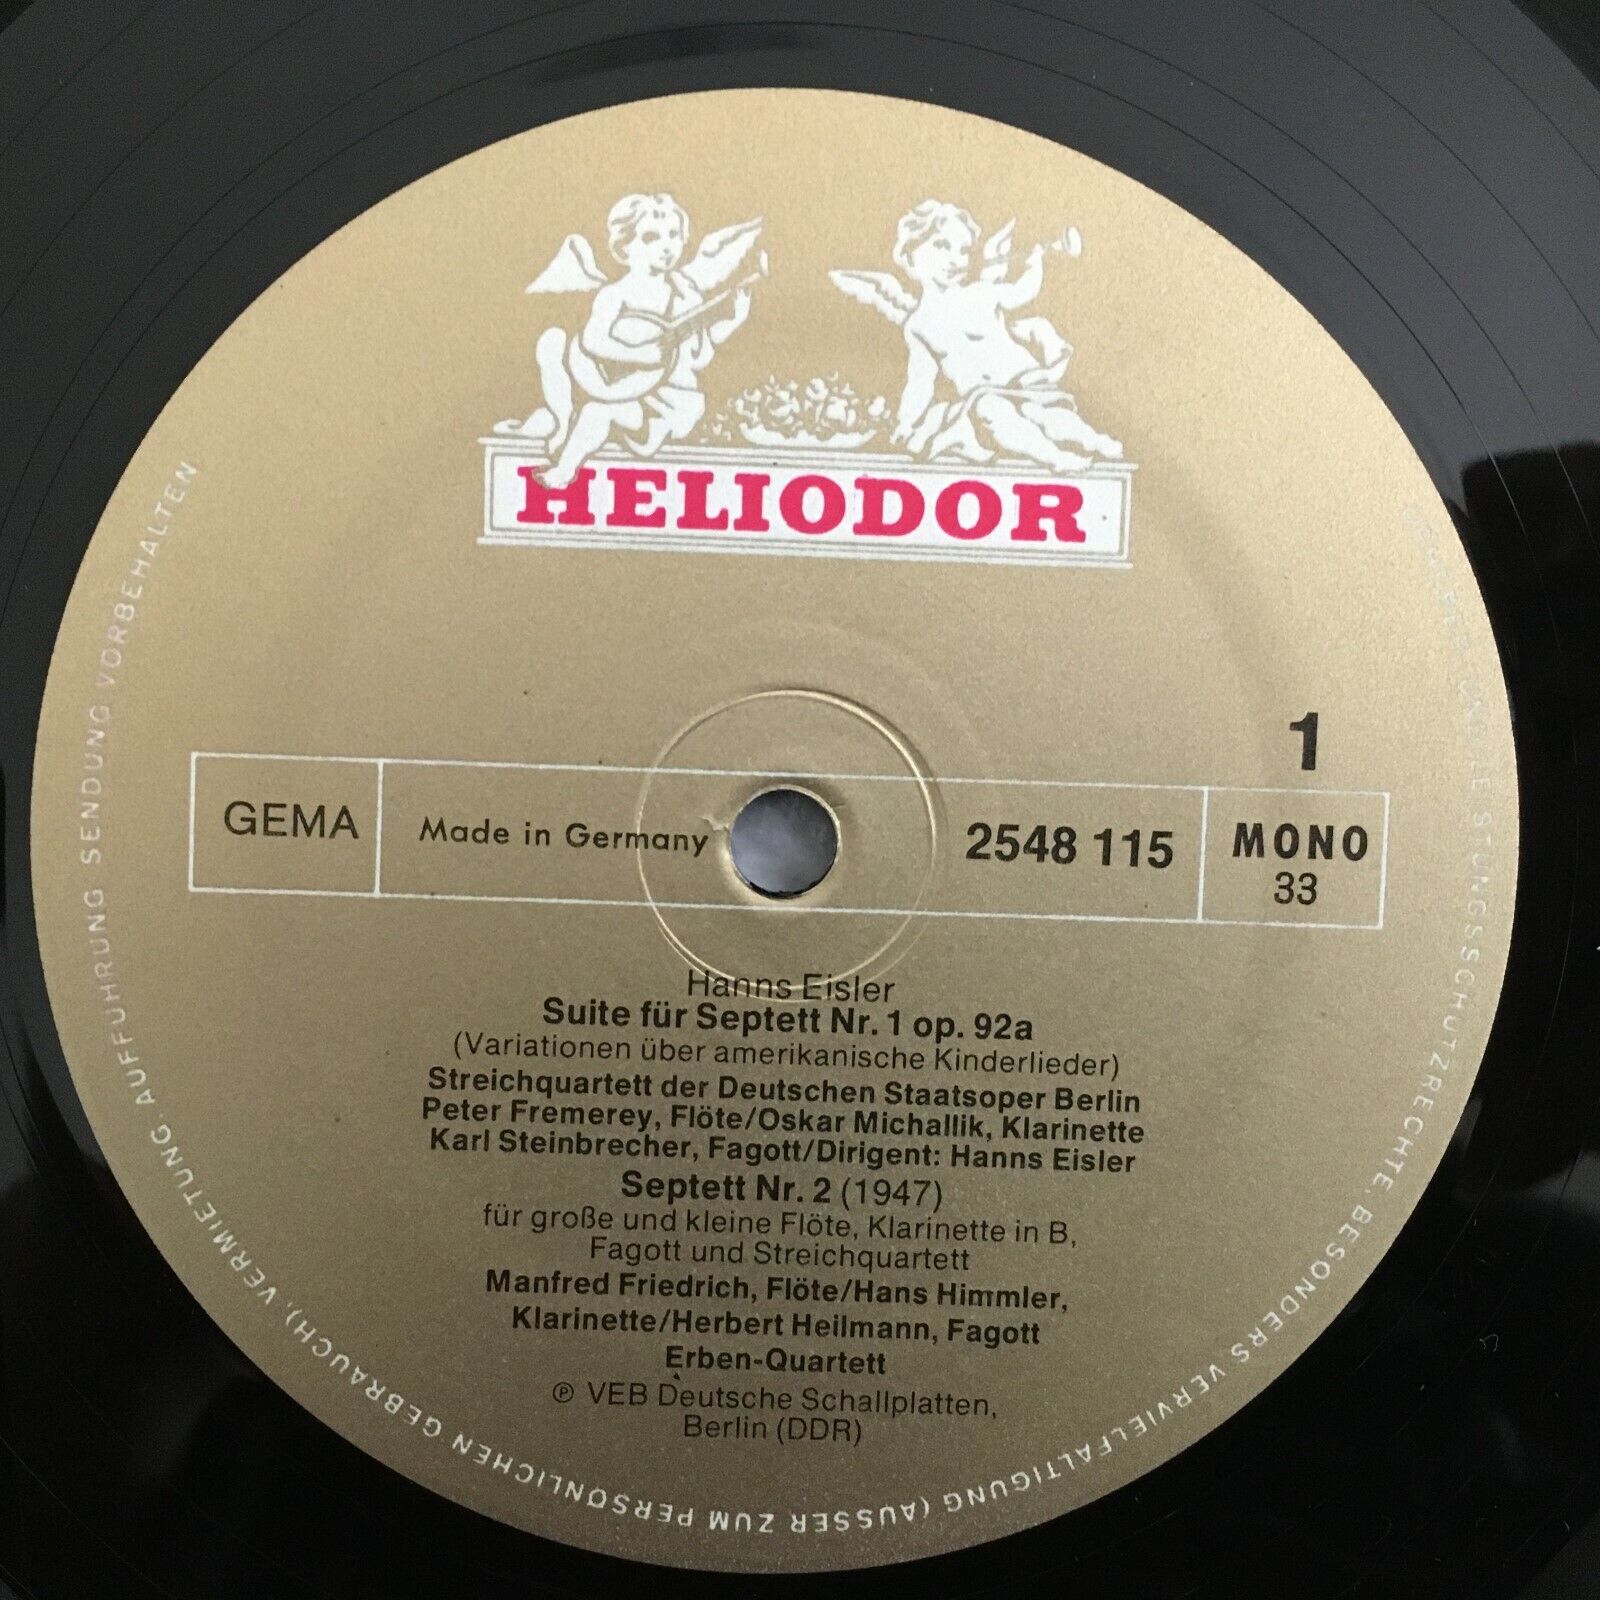 HELIODOR
1
GEMA
Made in Germany
2548 115
MONO
33
Hanns Eisler
Suite für Septett Nr. 1 op. 92a
(Variationen über amerikanische Kinderlieder)
Streichquartett der Deutschen Staatsoper Berlin
Peter Fremerey, Flöte/Oskar Michallik, Klarinette
Karl Steinbrecher, Fagott/Dirigent: Hanns Eisler
Septett Nr. 2 (1947)
für große und kleine Flöte, Klarinette in B,
Fagott und Streichquartett
Manfred Friedrich, Flöte/Hans Himmler,
Klarinette/Herbert Heilmann, Fagott
Erben-Quartett
℗ VEB Deutsche Schallplatten,
Berlin (DDR)
URHEBER UND LEISTUNGSSCHUTZRECHTE, BESONDERS VERVIELFÄLTIGUNG (AUSSER ZUM PERSÖNLICHEN GEBRAUCH), VERMIETUNG, AUFFÜHRUNG SENDUNG VORBEHALTEN